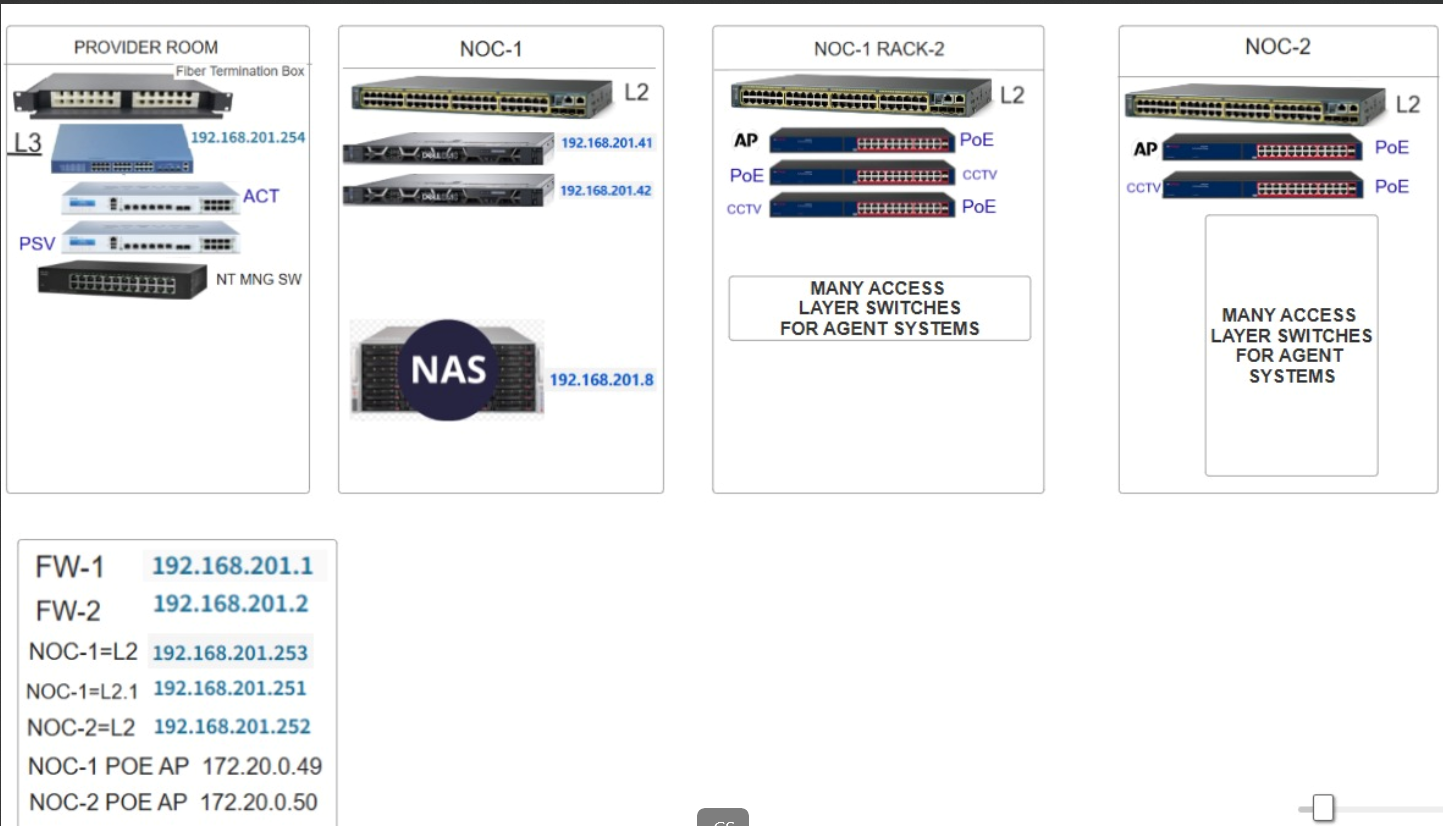 PROVIDER ROOM
Fiber Termination Box
L3
192.168.201.254
ACT
PSV
NT MNG SW
NOC-1
L2
192.168.201.41
DELL
192.168.201.42
DELL
NAS
192.168.201.8
NOC-1 RACK-2
L2
AP
PoE
PoE
CCTV
CCTV
PoE
MANY ACCESS
LAYER SWITCHES
FOR AGENT SYSTEMS
NOC-2
L2
AP
PoE
CCTV
PoE
MANY ACCESS
LAYER SWITCHES
FOR AGENT
SYSTEMS
FW-1 192.168.201.1
FW-2 192.168.201.2
NOC-1=L2 192.168.201.253
NOC-1=L2.1 192.168.201.251
NOC-2=L2 192.168.201.252
NOC-1 POE AP 172.20.0.49
NOC-2 POE AP 172.20.0.50